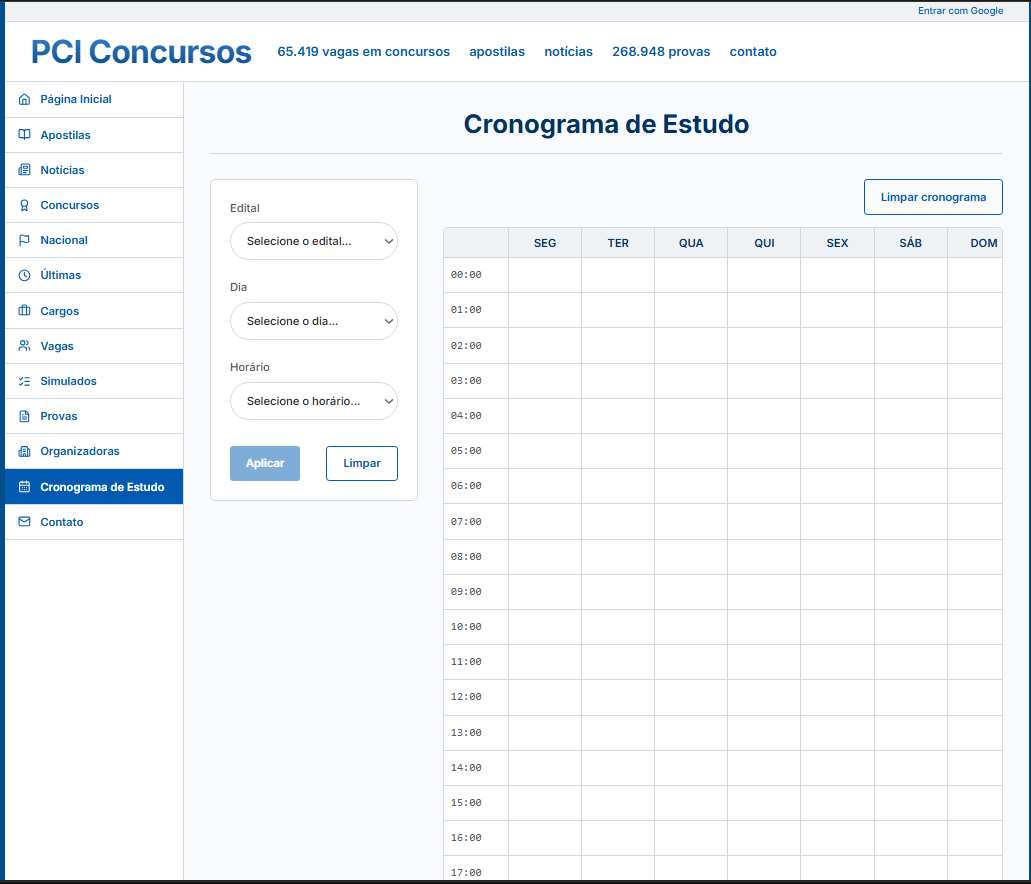 Entrar com Google
PCI Concursos
65.419 vagas em concursos apostilas notícias 268.948 provas contato
Página Inicial
Apostilas
Notícias
Concursos
Nacional
Últimas
Cargos
Vagas
Simulados
Provas
Organizadoras
Cronograma de Estudo
Contato
Cronograma de Estudo
Edital
Selecione o edital...
Dia
Selecione o dia...
Horário
Selecione o horário...
Aplicar Limpar
Limpar cronograma
SEG TER QUA QUI SEX SÁB DOM
00:00
01:00
02:00
03:00
04:00
05:00
06:00
07:00
08:00
09:00
10:00
11:00
12:00
13:00
14:00
15:00
16:00
17:00